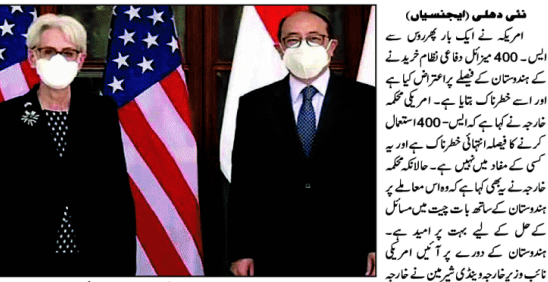 نئی دهلی (ایجنسیاں)
امریکہ نے ایک بار پھر روس سے
ایس۔ 400 میزائل دفاعی نظام خریدنے
کے ہندوستان کے فیصلے پر اعتراض کیا ہے
اور اسے خطرناک بتایا ہے۔ امریکی محکمہ
خارجہ نے کہا ہے کہ ایس-400 استعمال
کرنے کا فیصلہ انتہائی خطرناک ہے اور یہ
کسی کے مفاد میں نہیں ہے۔ حالانکہ محکمہ
خارجہ نے یہ بھی کہا ہے کہ وہ اس معاملے پر
ہندوستان کے ساتھ بات چیت میں مسائل
کے حل کے لیے بہت پر امید ہے۔
ہندوستان کے دورے پر آئیں امریکی
نائب وزیر خارجہ وینڈی شیرمین نے خارجہ